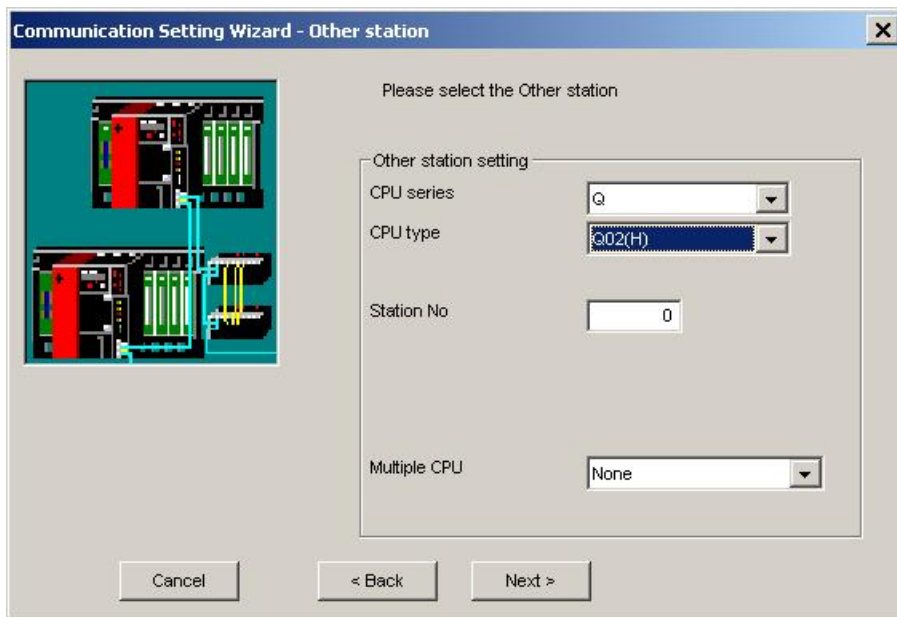 Communication Setting Wizard - Other station
Please select the Other station
Other station setting
CPU series
Q
CPU type
Q02(H)
Station No
0
Multiple CPU
None
Cancel
< Back
Next >